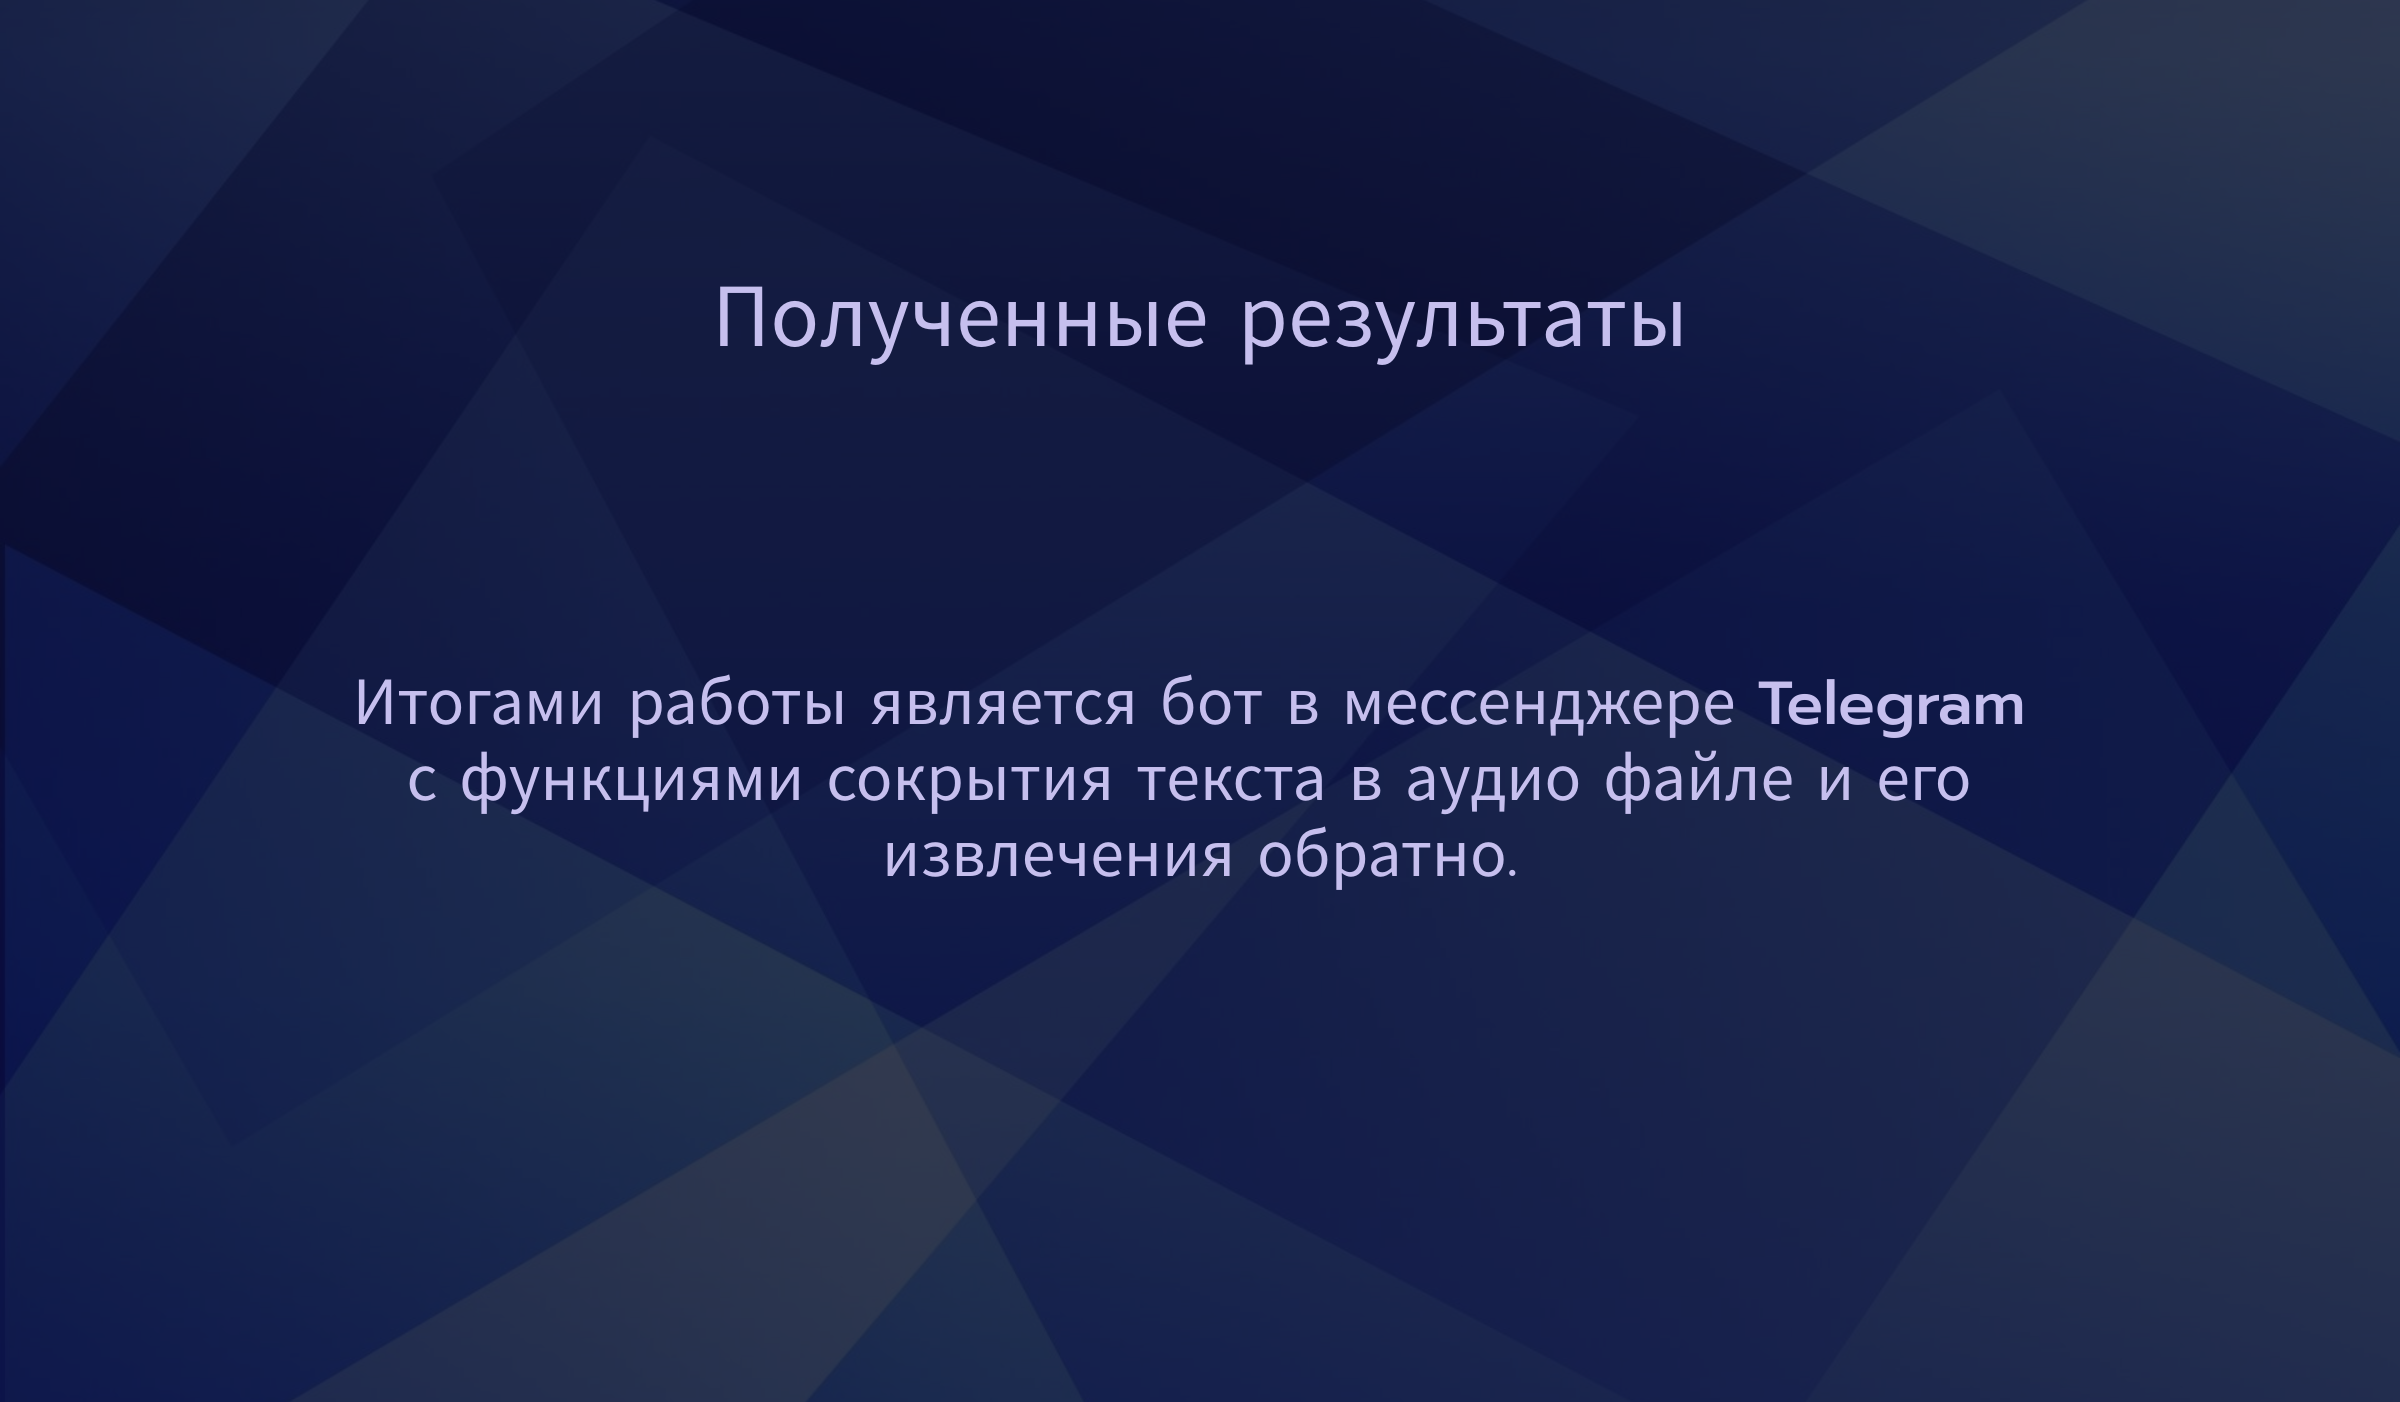 Полученные результаты
Итогами работы является бот в мессенджере Telegram
с функциями сокрытия текста в аудио файле и его
извлечения обратно.